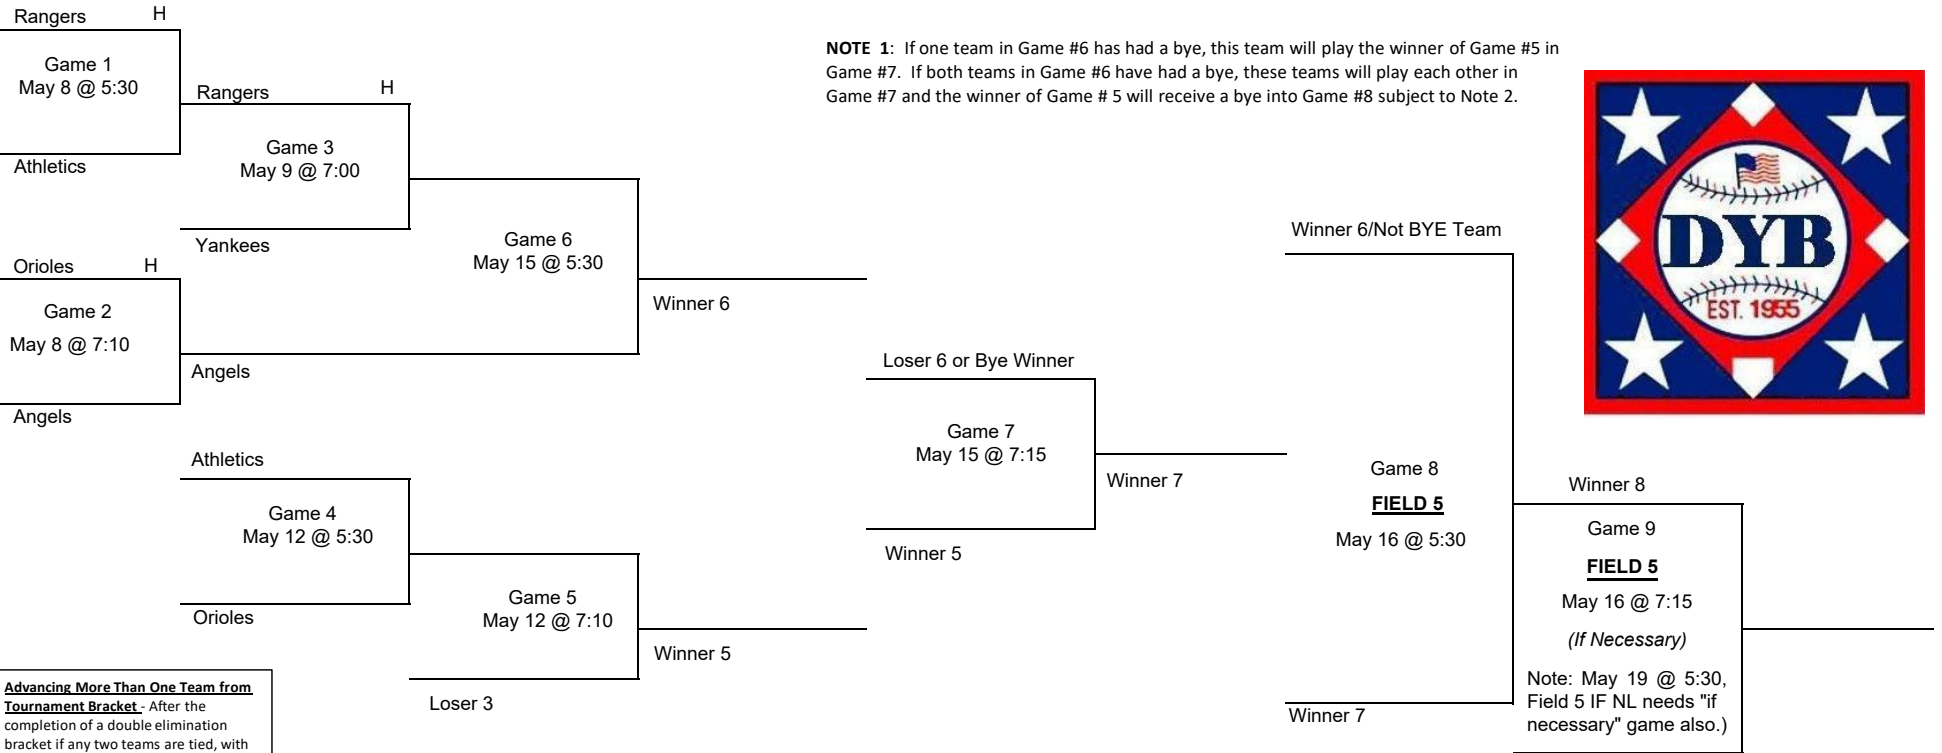 Rangers H
Game 1
May 8 @ 5:30
Athletics
Orioles H
Game 2
May 8 @ 7:10
Angels
Rangers H
Game 3
May 9 @ 7:00
Yankees
Angels
Athletics
Game 4
May 12 @ 5:30
Orioles
Game 6
May 15 @ 5:30
Game 5
May 12 @ 7:10
Loser 3
Winner 6
Winner 5
NOTE 1: If one team in Game #6 has had a bye, this team will play the winner of Game #5 in
Game #7. If both teams in Game #6 have had a bye, these teams will play each other in
Game #7 and the winner of Game # 5 will receive a bye into Game #8 subject to Note 2.
Loser 6 or Bye Winner
Game 7
May 15 @ 7:15
Winner 5
Winner 7
Winner 6/Not BYE Team
Game 8
FIELD 5
May 16 @ 5:30
Winner 7
DYB
EST. 1955
Winner 8
Game 9
FIELD 5
May 16 @ 7:15
(If Necessary)
Note: May 19 @ 5:30,
Field 5 IF NL needs "if
necessary" game also.)
Advancing More Than One Team from
Tournament Bracket - After the
completion of a double elimination
bracket if any two teams are tied, with